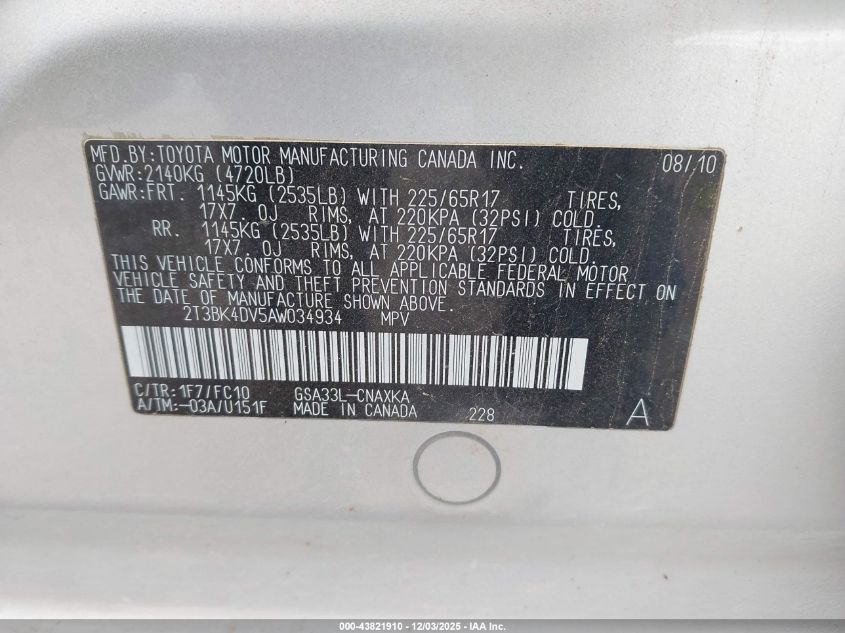 MFD.BY:TOYOTA MOTOR MANUFACTURING CANADA INC. 08/10
GVWR:2140KG (4720LB)
GAWR:FRT. 1145KG (2535LB) WITH 225/65R17 TIRES,
17X7. 0J RIMS, AT 220KPA (32PSI) COLD.
RR. 1145KG (2535LB) WITH 225/65R17 TIRES,
17X7. 0J RIMS, AT 220KPA (32PSI) COLD.
THIS VEHICLE CONFORMS TO ALL APPLICABLE FEDERAL MOTOR
VEHICLE SAFETY AND THEFT PREVENTION STANDARDS IN EFFECT ON
THE DATE OF MANUFACTURE SHOWN ABOVE.
2T3BK4DV5AW034934 MPV
C/TR:1F7/FC10 GSA33L-CNAXKA
A/TM:-03A/U151F MADE IN CANADA 228 A
000-43821910 - 12/03/2025 - IAA Inc.